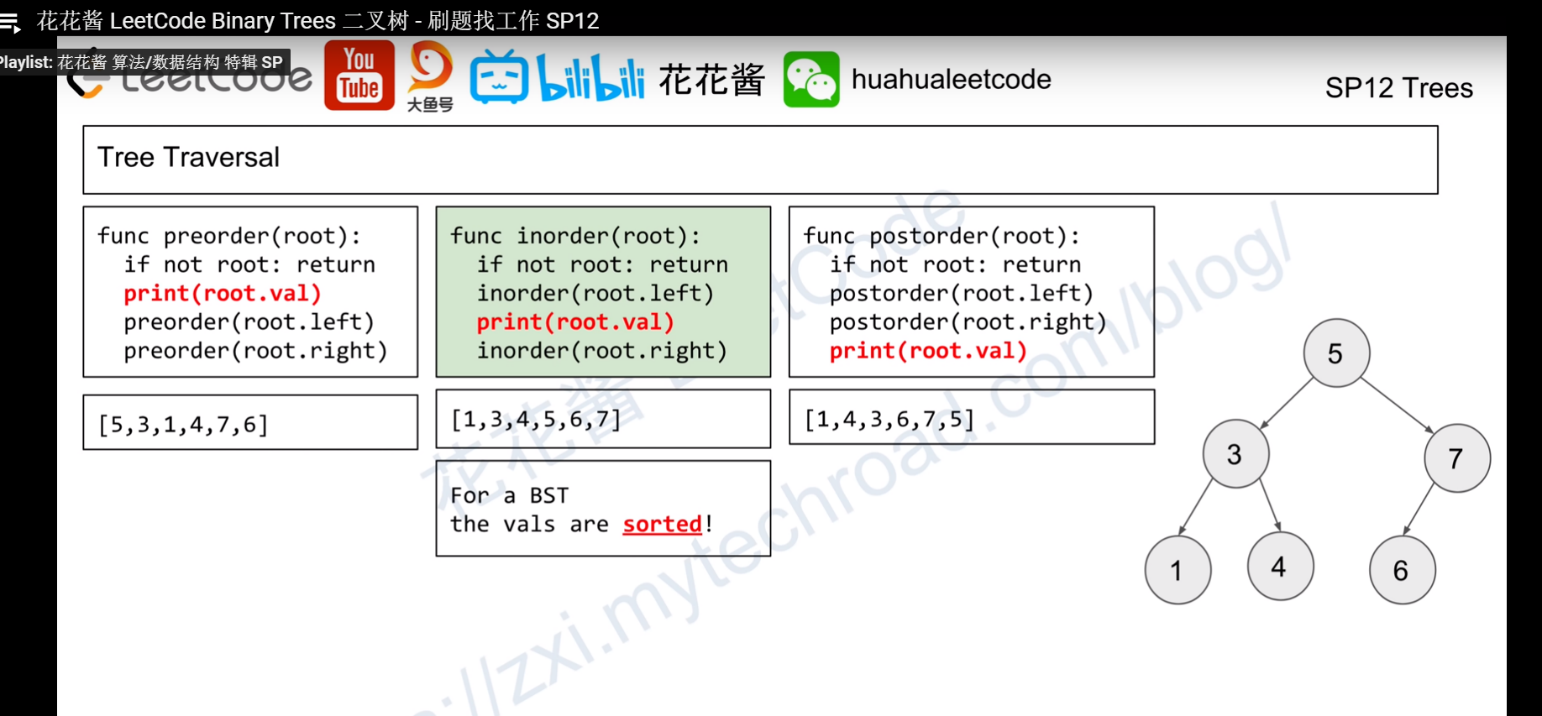 花花酱 LeetCode Binary Trees 二叉树 - 刷题找工作 SP12
Playlist: 花花酱 算法/数据结构 特辑 SP
LeetCode
You
Tube
大鱼号
bilibili
花花酱
huahualeetcode
SP12 Trees
Tree Traversal
func preorder(root):
if not root: return
print(root.val)
preorder(root.left)
preorder(root.right)
[5,3,1,4,7,6]
func inorder(root):
if not root: return
inorder(root.left)
print(root.val)
inorder(root.right)
[1,3,4,5,6,7]
For a BST
the vals are sorted!
func postorder(root):
if not root: return
postorder(root.left)
postorder(root.right)
print(root.val)
[1,4,3,6,7,5]
5
3
7
1
4
6
花花酱 LeetCode
://zxi.mytechroad.com/blog/